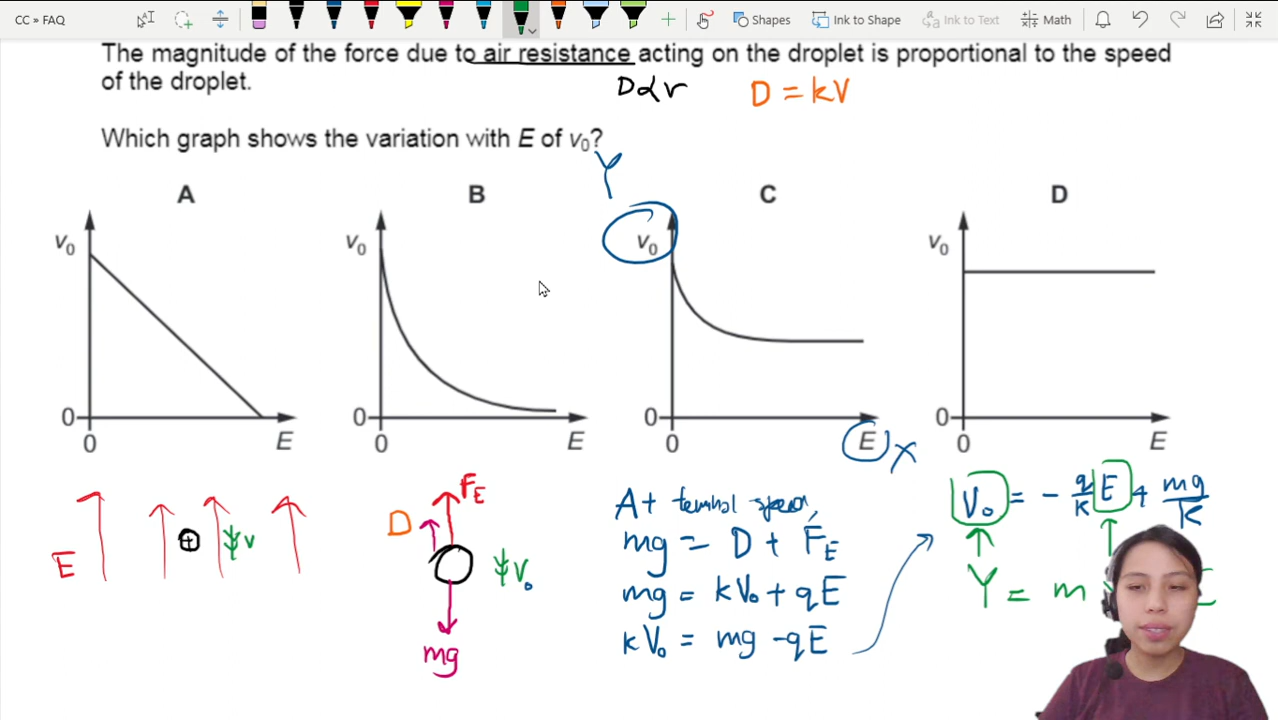 CC » FAQ
Shapes
Ink to Shape
Ink to Text
Math
The magnitude of the force due to air resistance acting on the droplet is proportional to the speed
of the droplet.
D∝v
D = kV
Which graph shows the variation with E of v₀?
Y
A
B
C
D
v₀
v₀
v₀
v₀
0
0
0
0
0
E
0
E
0
E
X
0
E
E
+
v
F_E
D
V₀
mg
At
mg = D + F_E
mg = kV₀ + qE
kV₀ = mg - qE
V₀ = - q/k E + mg/k
Y = m